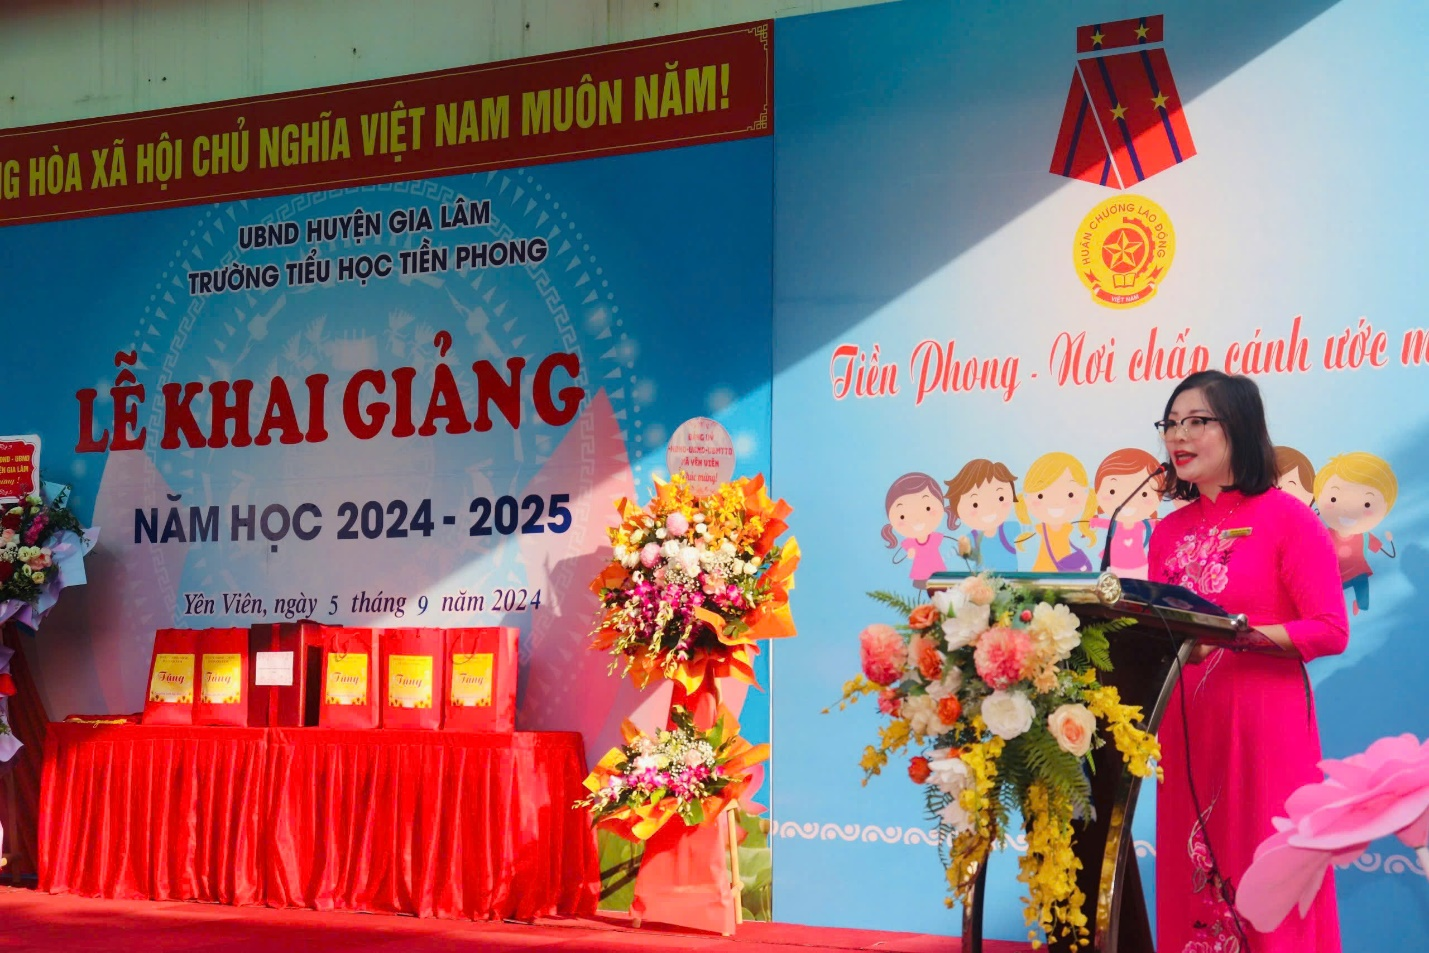 HÒA XÃ HỘI CHỦ NGHĨA VIỆT NAM MUÔN NĂM!
UBND HUYỆN GIA LÂM
TRƯỜNG TIỂU HỌC TIỀN PHONG
LỄ KHAI GIẢNG
NĂM HỌC 2024 - 2025
Yên Viên, ngày 5 tháng 9 năm 2024
Tặng
Tặng
Tặng
Tặng
Tặng
HUÂN CHƯƠNG LAO ĐỘNG
VIỆT NAM
Tiền Phong - Nơi chắp cánh ước